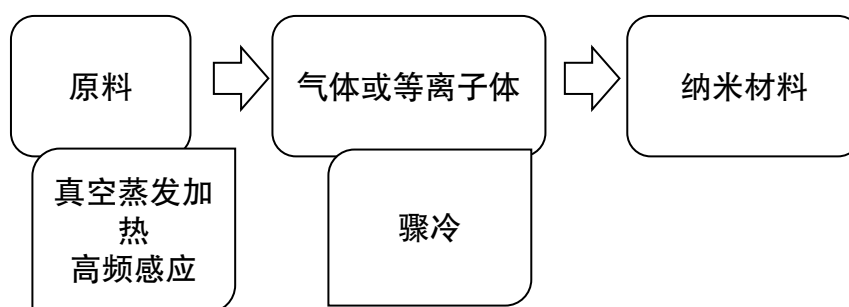 原料
气体或等离子体
纳米材料
真空蒸发加
热
高频感应
骤冷